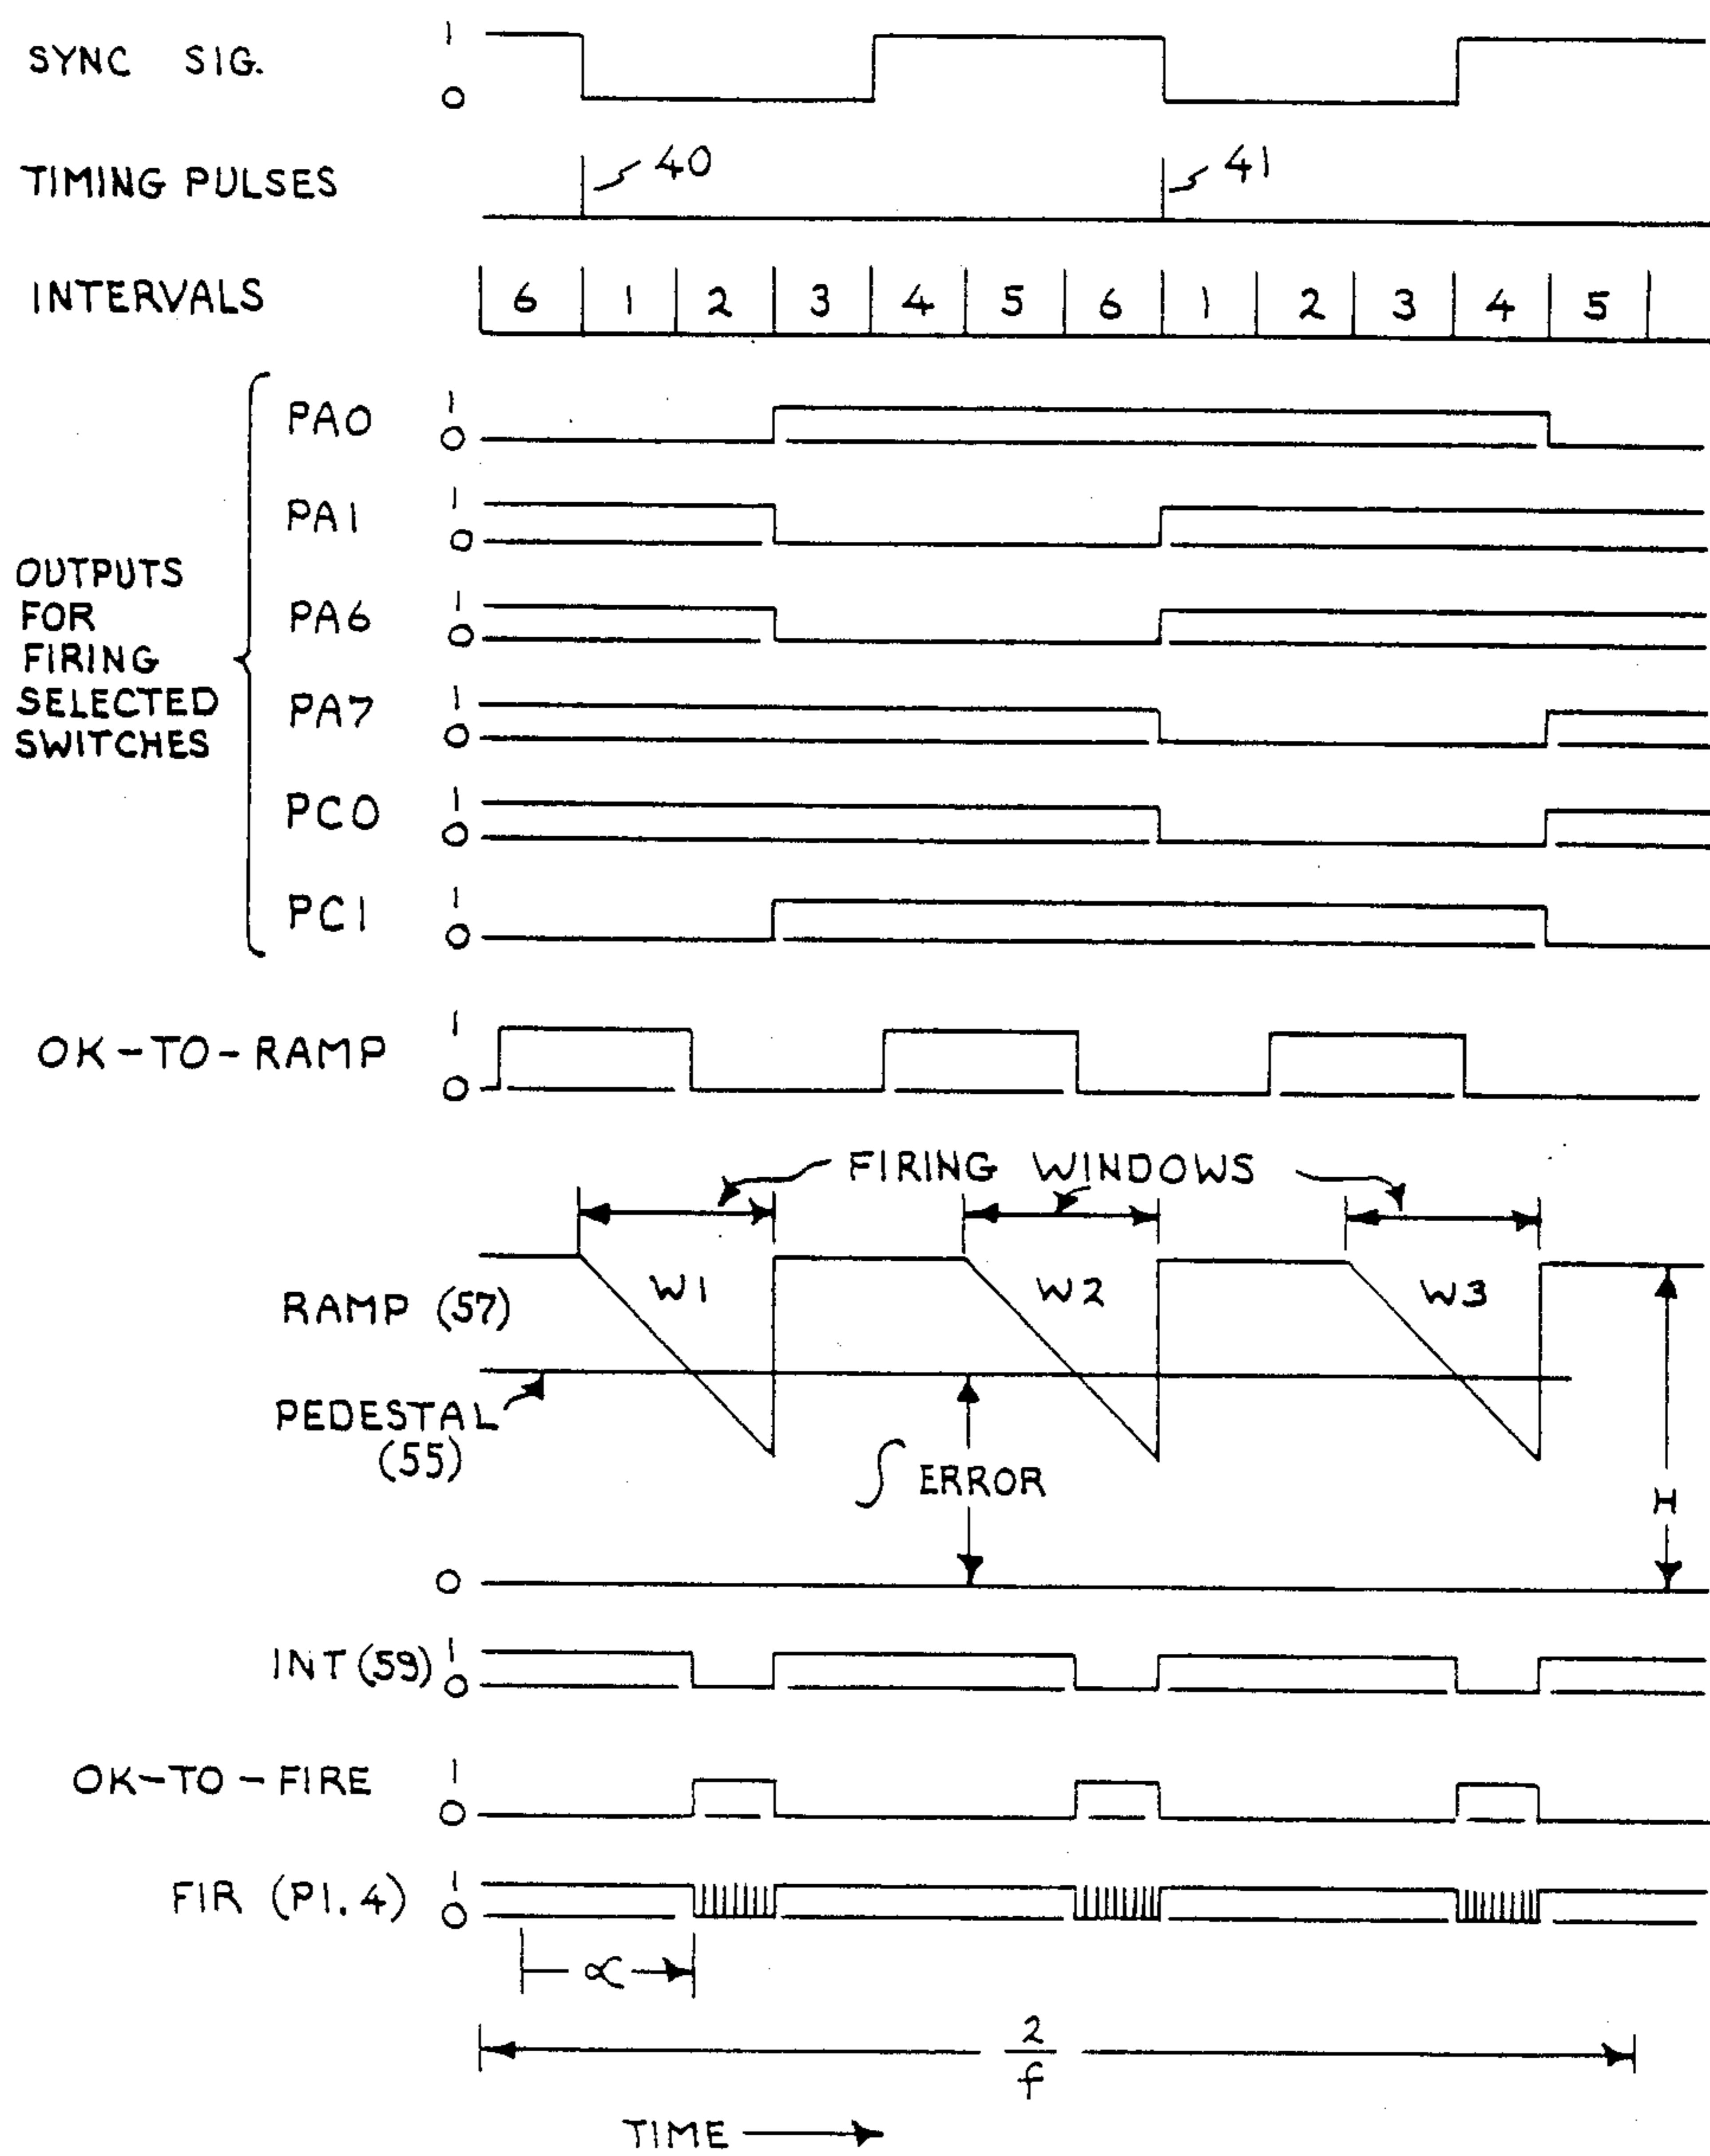 SYNC SIG. 1
0
TIMING PULSES 40 41
INTERVALS 6 1 2 3 4 5 6 1 2 3 4 5
OUTPUTS
FOR
FIRING
SELECTED
SWITCHES
PA0 1
0
PA1 1
0
PA6 1
0
PA7 1
0
PC0 1
0
PC1 1
0
OK-TO-RAMP 1
0
FIRING WINDOWS
W1 W2 W3
RAMP (57)
PEDESTAL
(55)
∫ ERROR
H
0
INT (59) 1
0
OK-TO-FIRE 1
0
FIR (P1.4) 1
0
∝
2
f
TIME